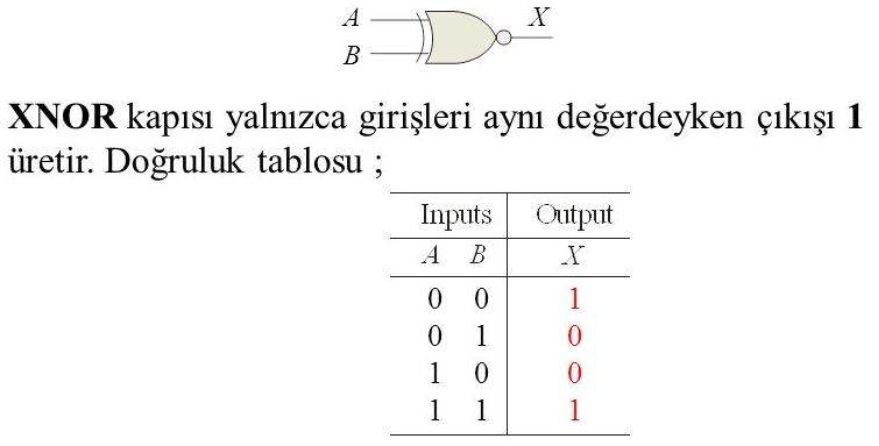 A X
B
XNOR kapısı yalnızca girişleri aynı değerdeyken çıkışı 1
üretir. Doğruluk tablosu ;
Inputs Output
A B X
0 0 1
0 1 0
1 0 0
1 1 1